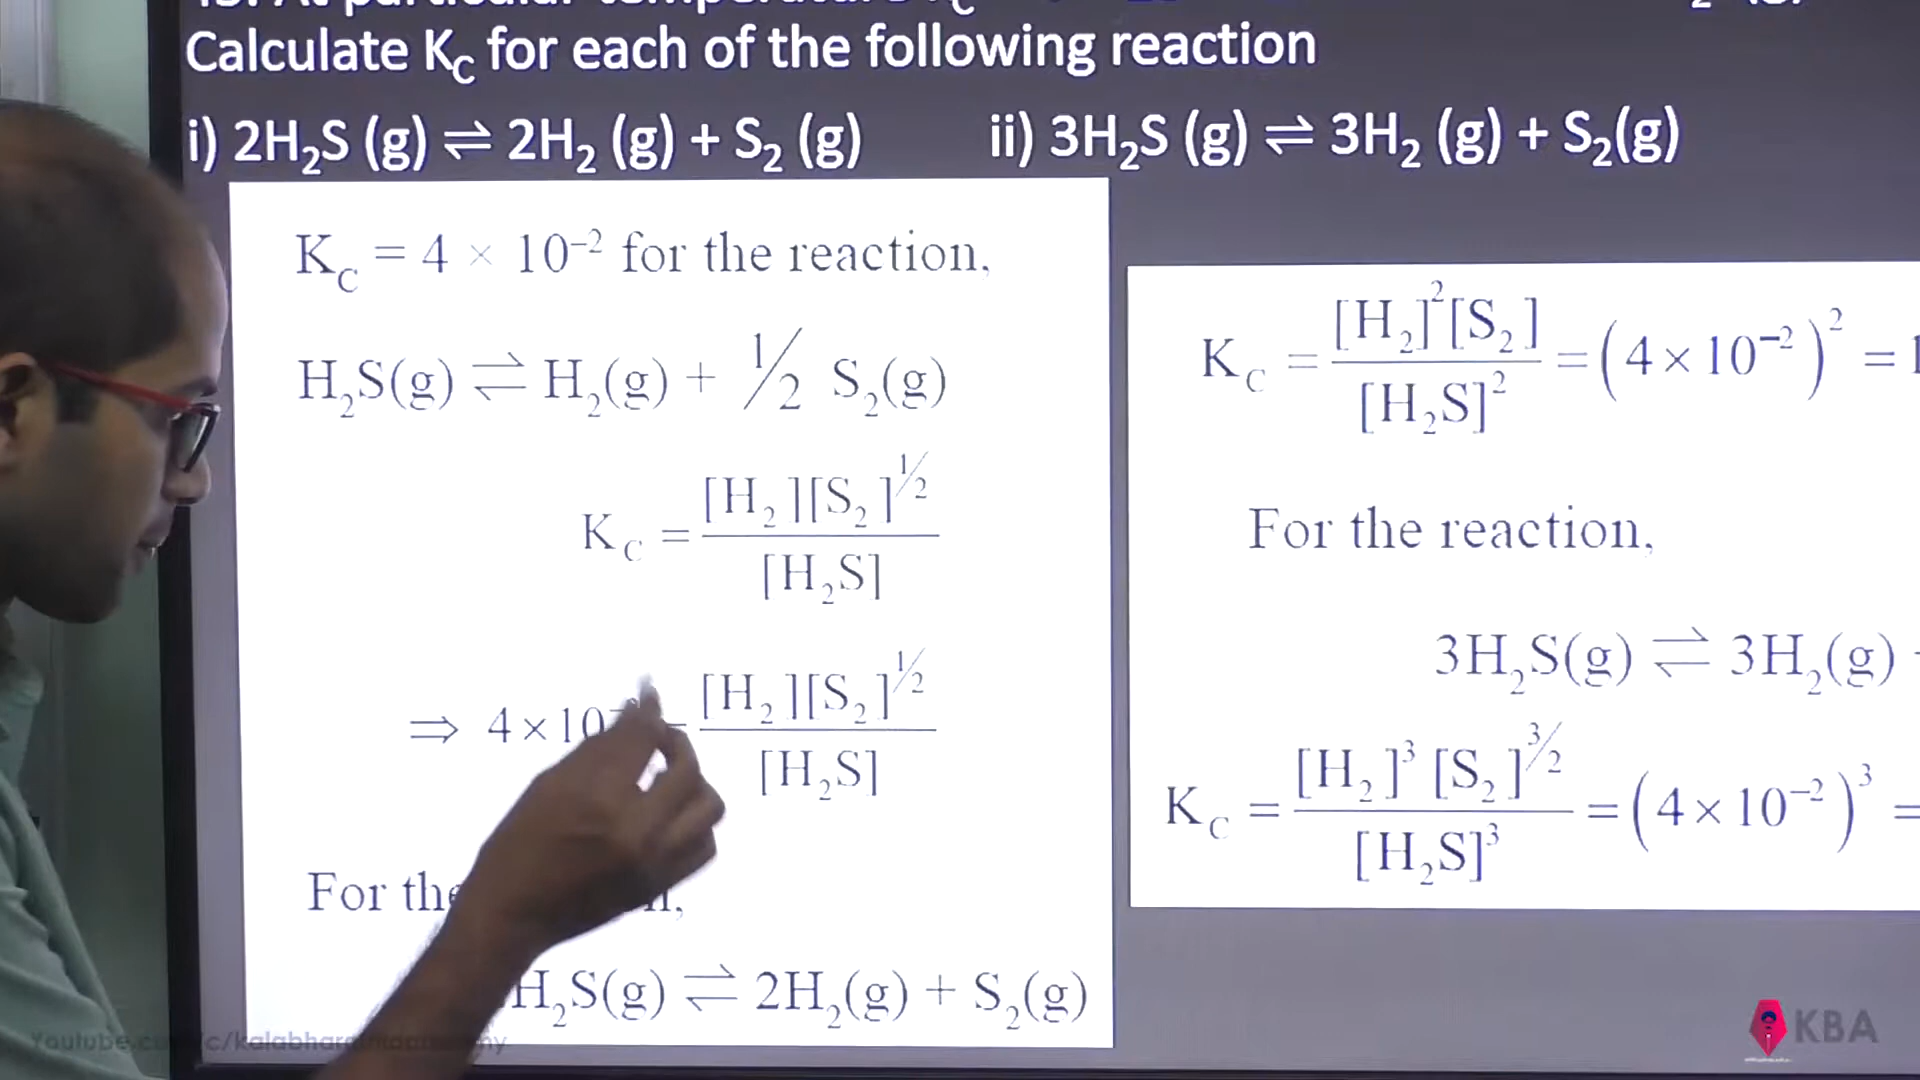 Calculate K_C for each of the following reaction
i) 2H₂S (g) ⇌ 2H₂ (g) + S₂ (g)
ii) 3H₂S (g) ⇌ 3H₂ (g) + S₂(g)
K_C = 4 × 10⁻² for the reaction,
H₂S(g) ⇌ H₂(g) + 1/2 S₂(g)
K_C = [H₂][S₂]^1/2 / [H₂S]
⇒ 4×10 [H₂][S₂]^1/2 / [H₂S]
For the
H₂S(g) ⇌ 2H₂(g) + S₂(g)
K_C = [H₂]²[S₂] / [H₂S]² = (4×10⁻²)² = 1
For the reaction,
3H₂S(g) ⇌ 3H₂(g)
K_C = [H₂]³ [S₂]^3/2 / [H₂S]³ = (4×10⁻²)³ =
KBA